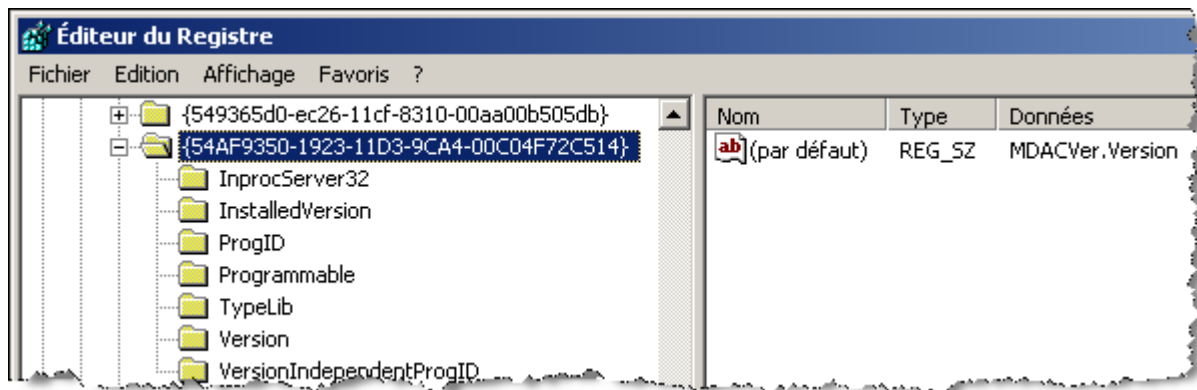 Éditeur du Registre
Fichier Edition Affichage Favoris ?
{549365d0-ec26-11cf-8310-00aa00b505db}
{54AF9350-1923-11D3-9CA4-00C04F72C514}
InprocServer32
InstalledVersion
ProgID
Programmable
TypeLib
Version
VersionIndependentProgID
Nom Type Données
ab (par défaut) REG_SZ MDACVer.Version